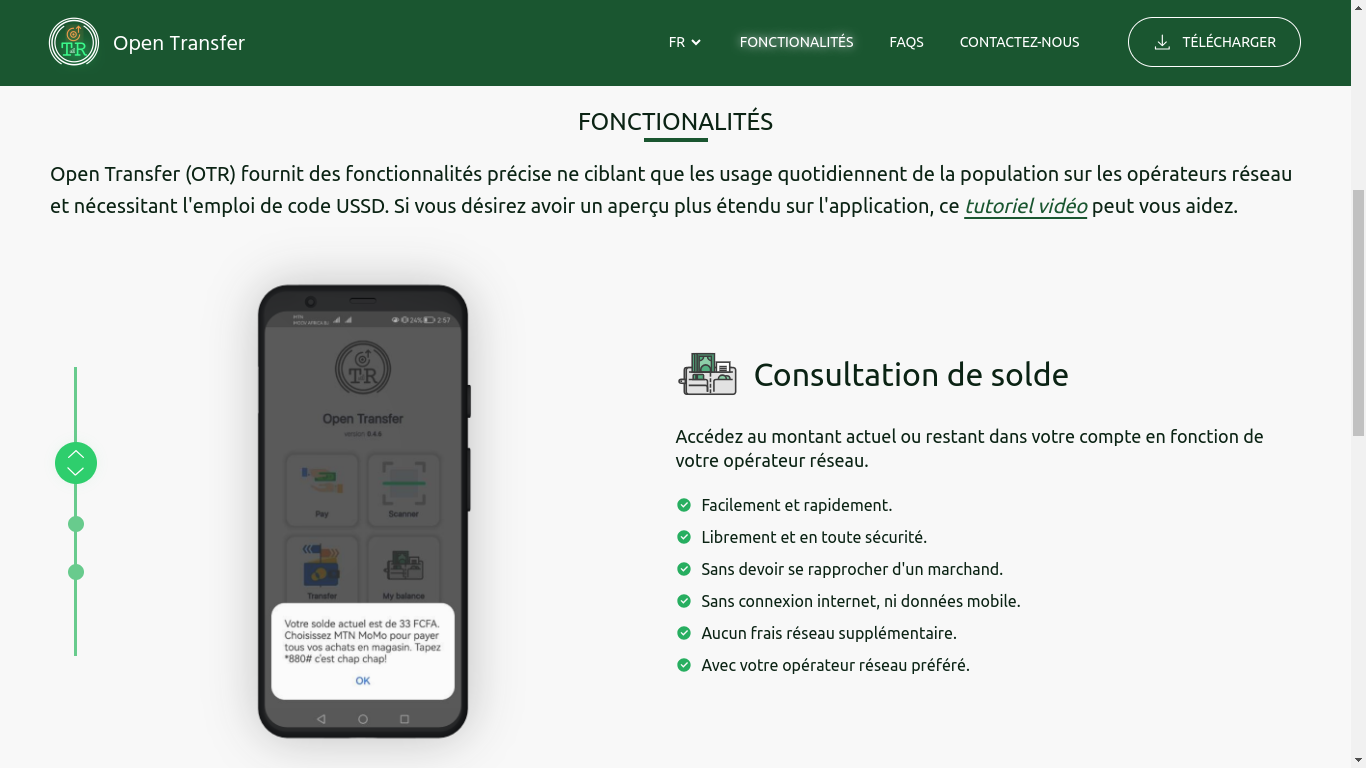 T&R
Open Transfer
FR
FONCTIONALITÉS
FAQS
CONTACTEZ-NOUS
TÉLÉCHARGER
FONCTIONALITÉS
Open Transfer (OTR) fournit des fonctionnalités précise ne ciblant que les usage quotidiennent de la population sur les opérateurs réseau
et nécessitant l'emploi de code USSD. Si vous désirez avoir un aperçu plus étendu sur l'application, ce tutoriel vidéo peut vous aidez.
24% 2:57
Open Transfer
version 0.4.6
Pay
Scanner
Transfer
My balance
Votre solde actuel est de 33 FCFA.
Choisissez MTN MoMo pour payer
tous vos achats en magasin. Tapez
*880# c'est chap chap!
OK
Consultation de solde
Accédez au montant actuel ou restant dans votre compte en fonction de
votre opérateur réseau.
Facilement et rapidement.
Librement et en toute sécurité.
Sans devoir se rapprocher d'un marchand.
Sans connexion internet, ni données mobile.
Aucun frais réseau supplémentaire.
Avec votre opérateur réseau préféré.